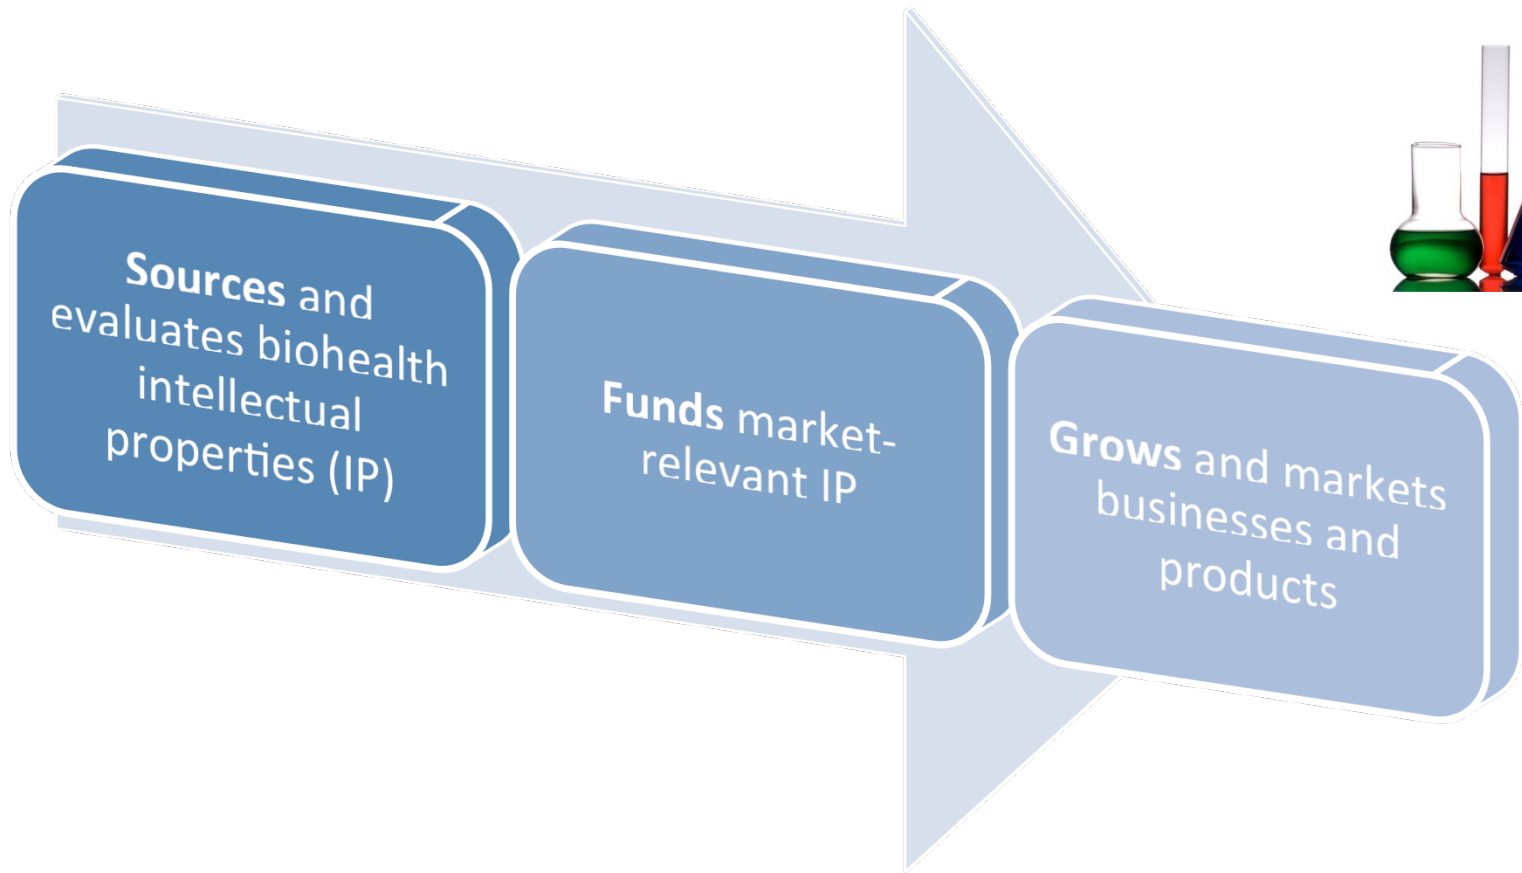 Sources and
evaluates biohealth
intellectual
properties (IP)
Funds market-
relevant IP
Grows and markets
businesses and
products